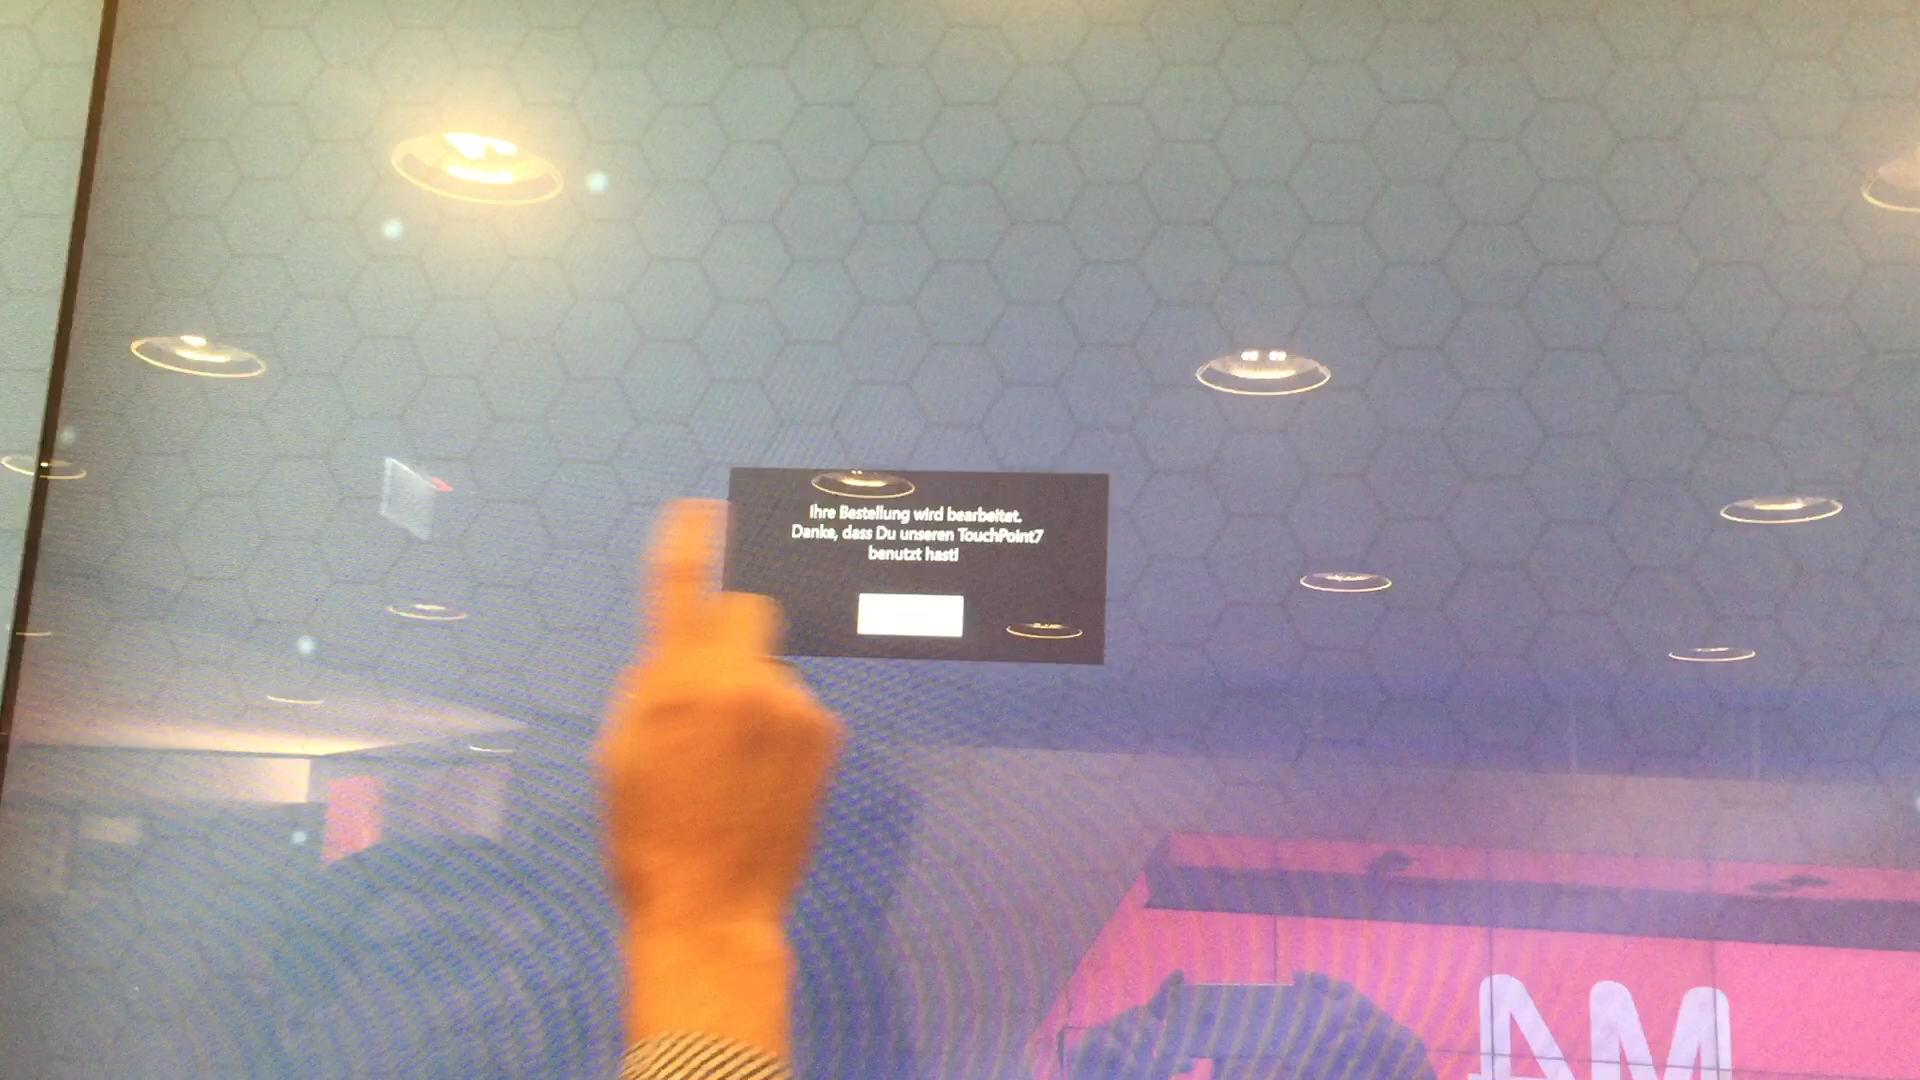 Ihre Bestellung wird bearbeitet.
Danke, dass Du unseren TouchPoint7
benutzt hast!